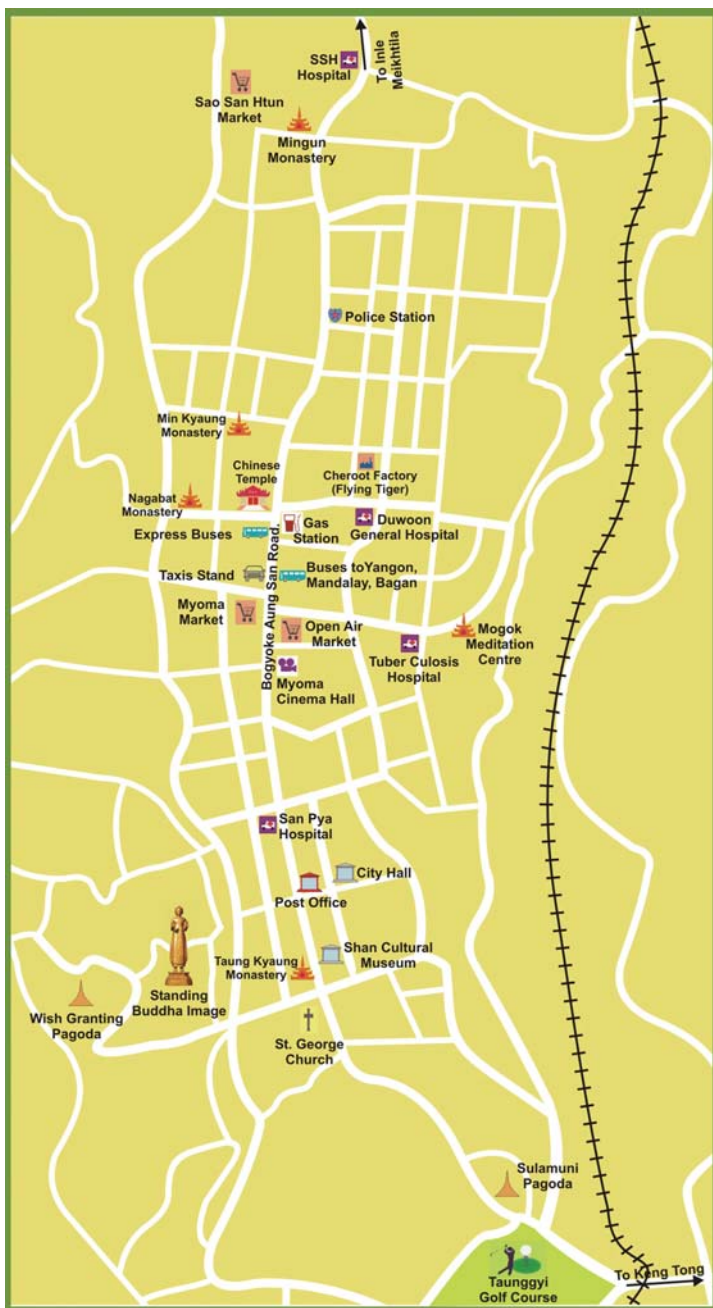 SSH
Hospital
To Inle
Meikhtila
Sao San Htun
Market
Mingun
Monastery
Police Station
Min Kyaung
Monastery
Chinese
Temple
Cheroot Factory
(Flying Tiger)
Nagabat
Monastery
Express Buses
Gas
Station
Duwoon
General Hospital
Bogyoke Aung San Road.
Taxis Stand
Buses toYangon,
Mandalay, Bagan
Myoma
Market
Open Air
Market
Mogok
Meditation
Centre
Tuber Culosis
Hospital
Myoma
Cinema Hall
San Pya
Hospital
City Hall
Post Office
Taung Kyaung
Monastery
Shan Cultural
Museum
Standing
Buddha Image
Wish Granting
Pagoda
St. George
Church
Sulamuni
Pagoda
To Keng Tong
Taunggyi
Golf Course